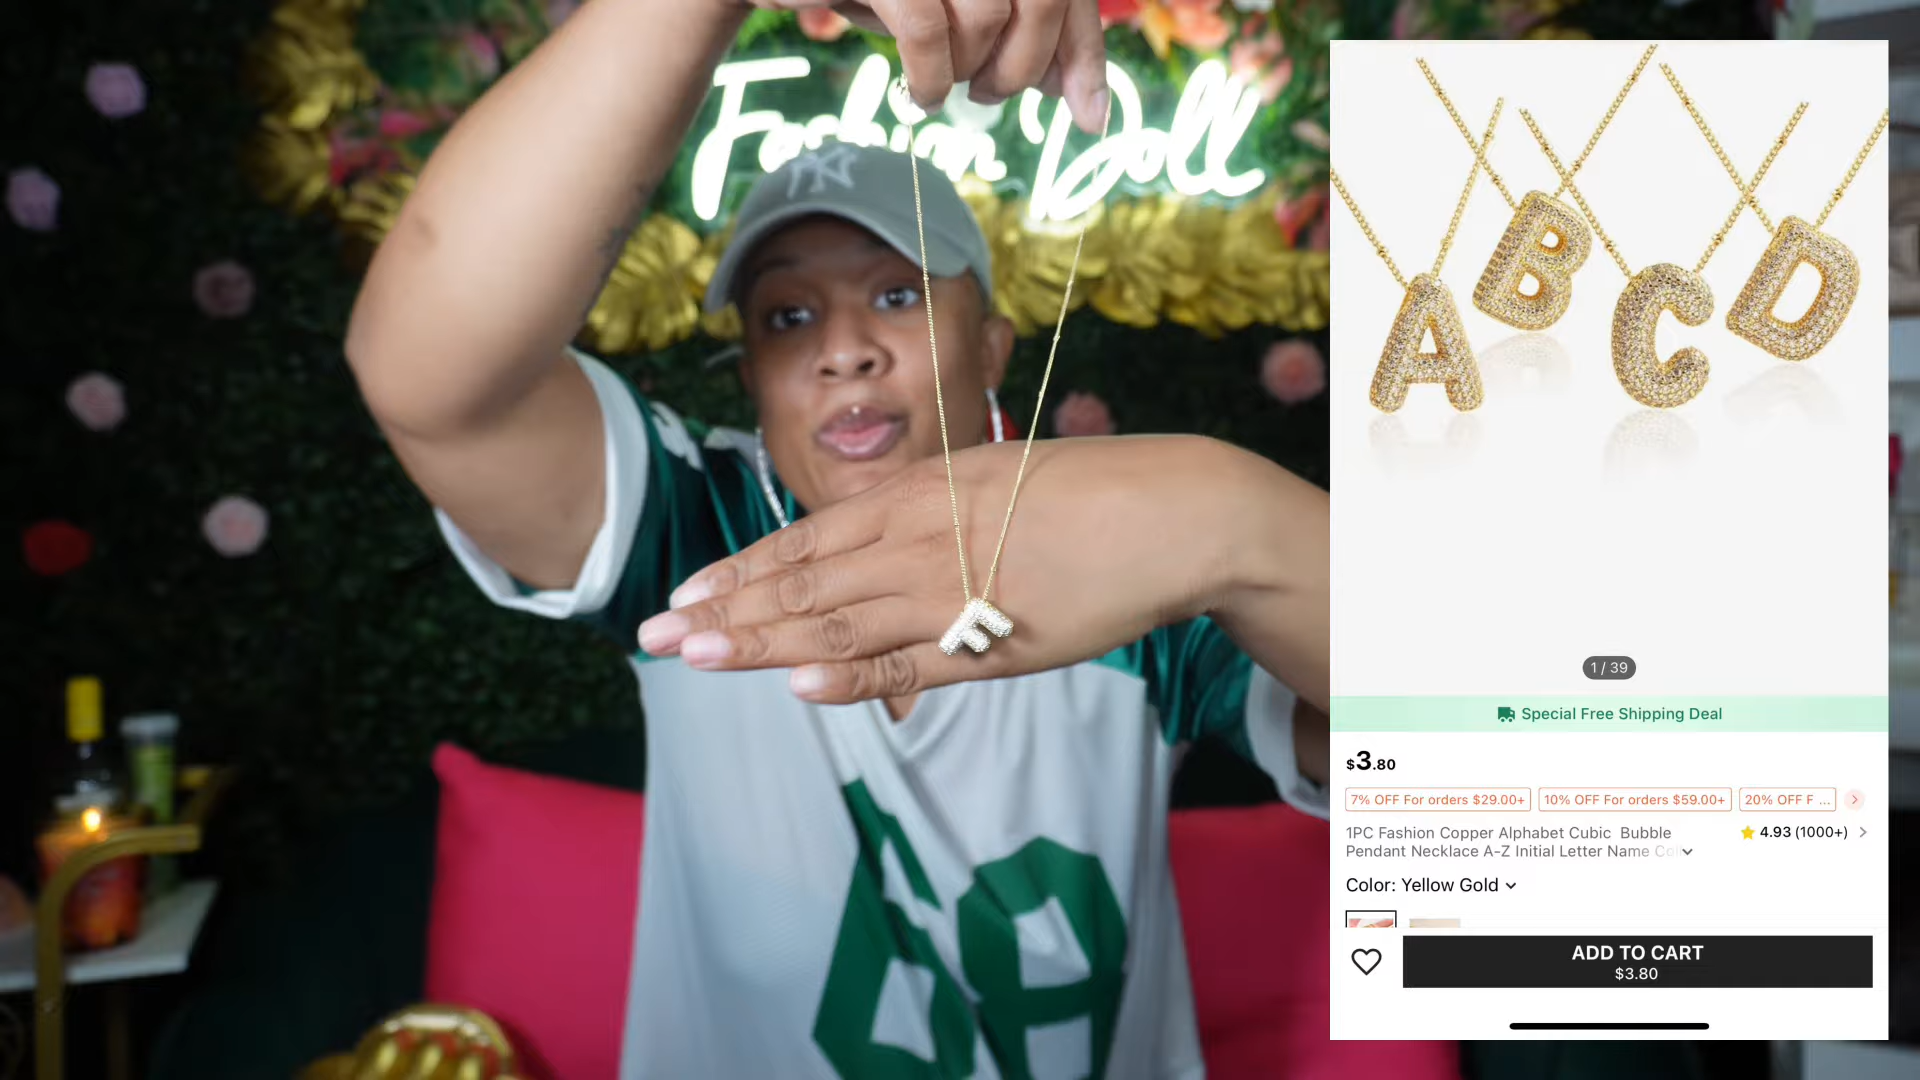 Fashion Doll
NY
68
1 / 39
Special Free Shipping Deal
$3.80
7% OFF For orders $29.00+
10% OFF For orders $59.00+
20% OFF F ...
1PC Fashion Copper Alphabet Cubic Bubble
Pendant Necklace A-Z Initial Letter Name Co
4.93 (1000+)
Color: Yellow Gold
ADD TO CART
$3.80
A
B
C
D
F